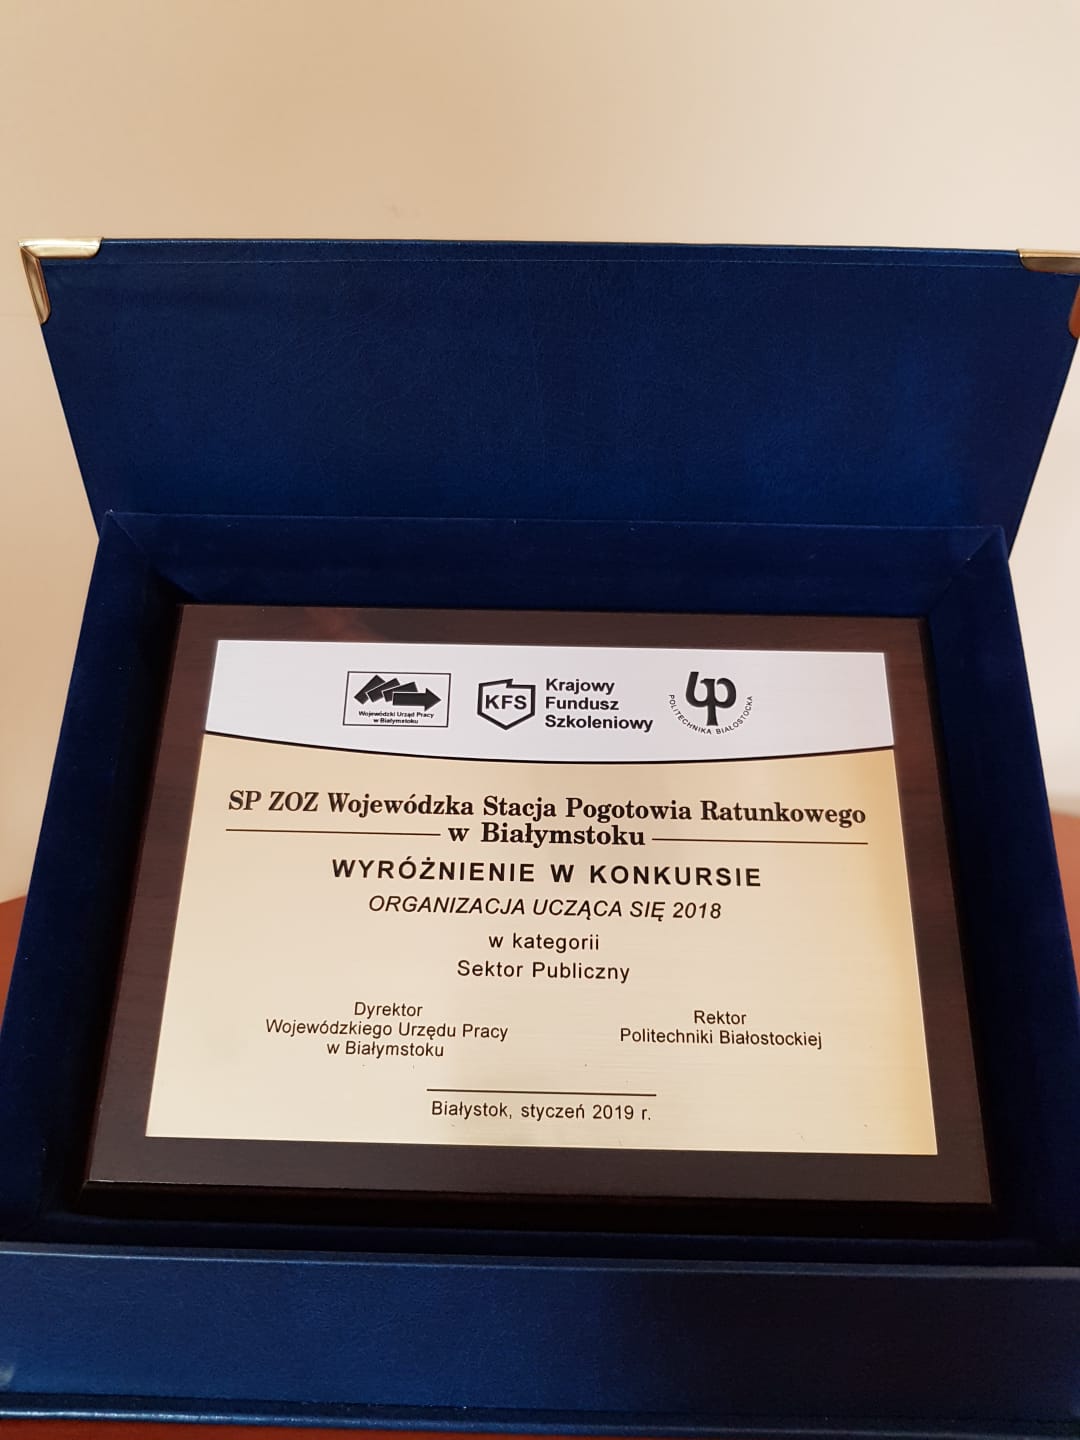 Wojewódzki Urząd Pracy
w Białymstoku
KFS
Krajowy
Fundusz
Szkoleniowy
POLITECHNIKA BIAŁOSTOCKA
SP ZOZ Wojewódzka Stacja Pogotowia Ratunkowego
w Białymstoku
WYRÓŻNIENIE W KONKURSIE
ORGANIZACJA UCZĄCA SIĘ 2018
w kategorii
Sektor Publiczny
Dyrektor
Wojewódzkiego Urzędu Pracy
w Białymstoku
Rektor
Politechniki Białostockiej
Białystok, styczeń 2019 r.